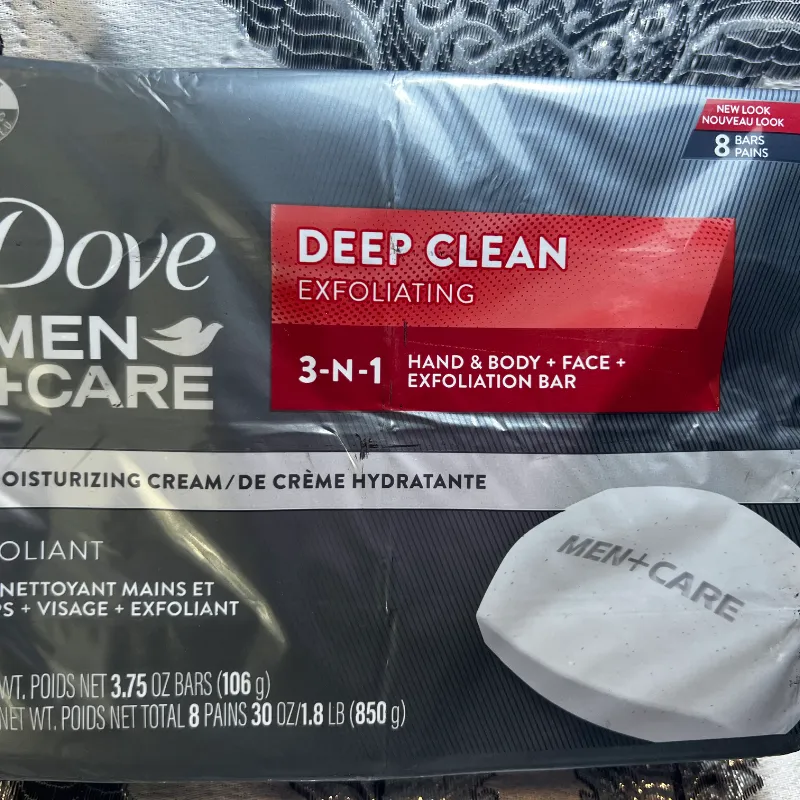 NEW LOOK
NOUVEAU LOOK
8 BARS
PAINS
Dove
MEN
+CARE
DEEP CLEAN
EXFOLIATING
3-N-1 HAND & BODY + FACE +
EXFOLIATION BAR
OISTURIZING CREAM/DE CRÈME HYDRATANTE
OLIANT
NETTOYANT MAINS ET
PS + VISAGE + EXFOLIANT
WT. POIDS NET 3.75 OZ BARS (106 g)
NET WT. POIDS NET TOTAL 8 PAINS 30 OZ/1.8 LB (850 g)
MEN+CARE